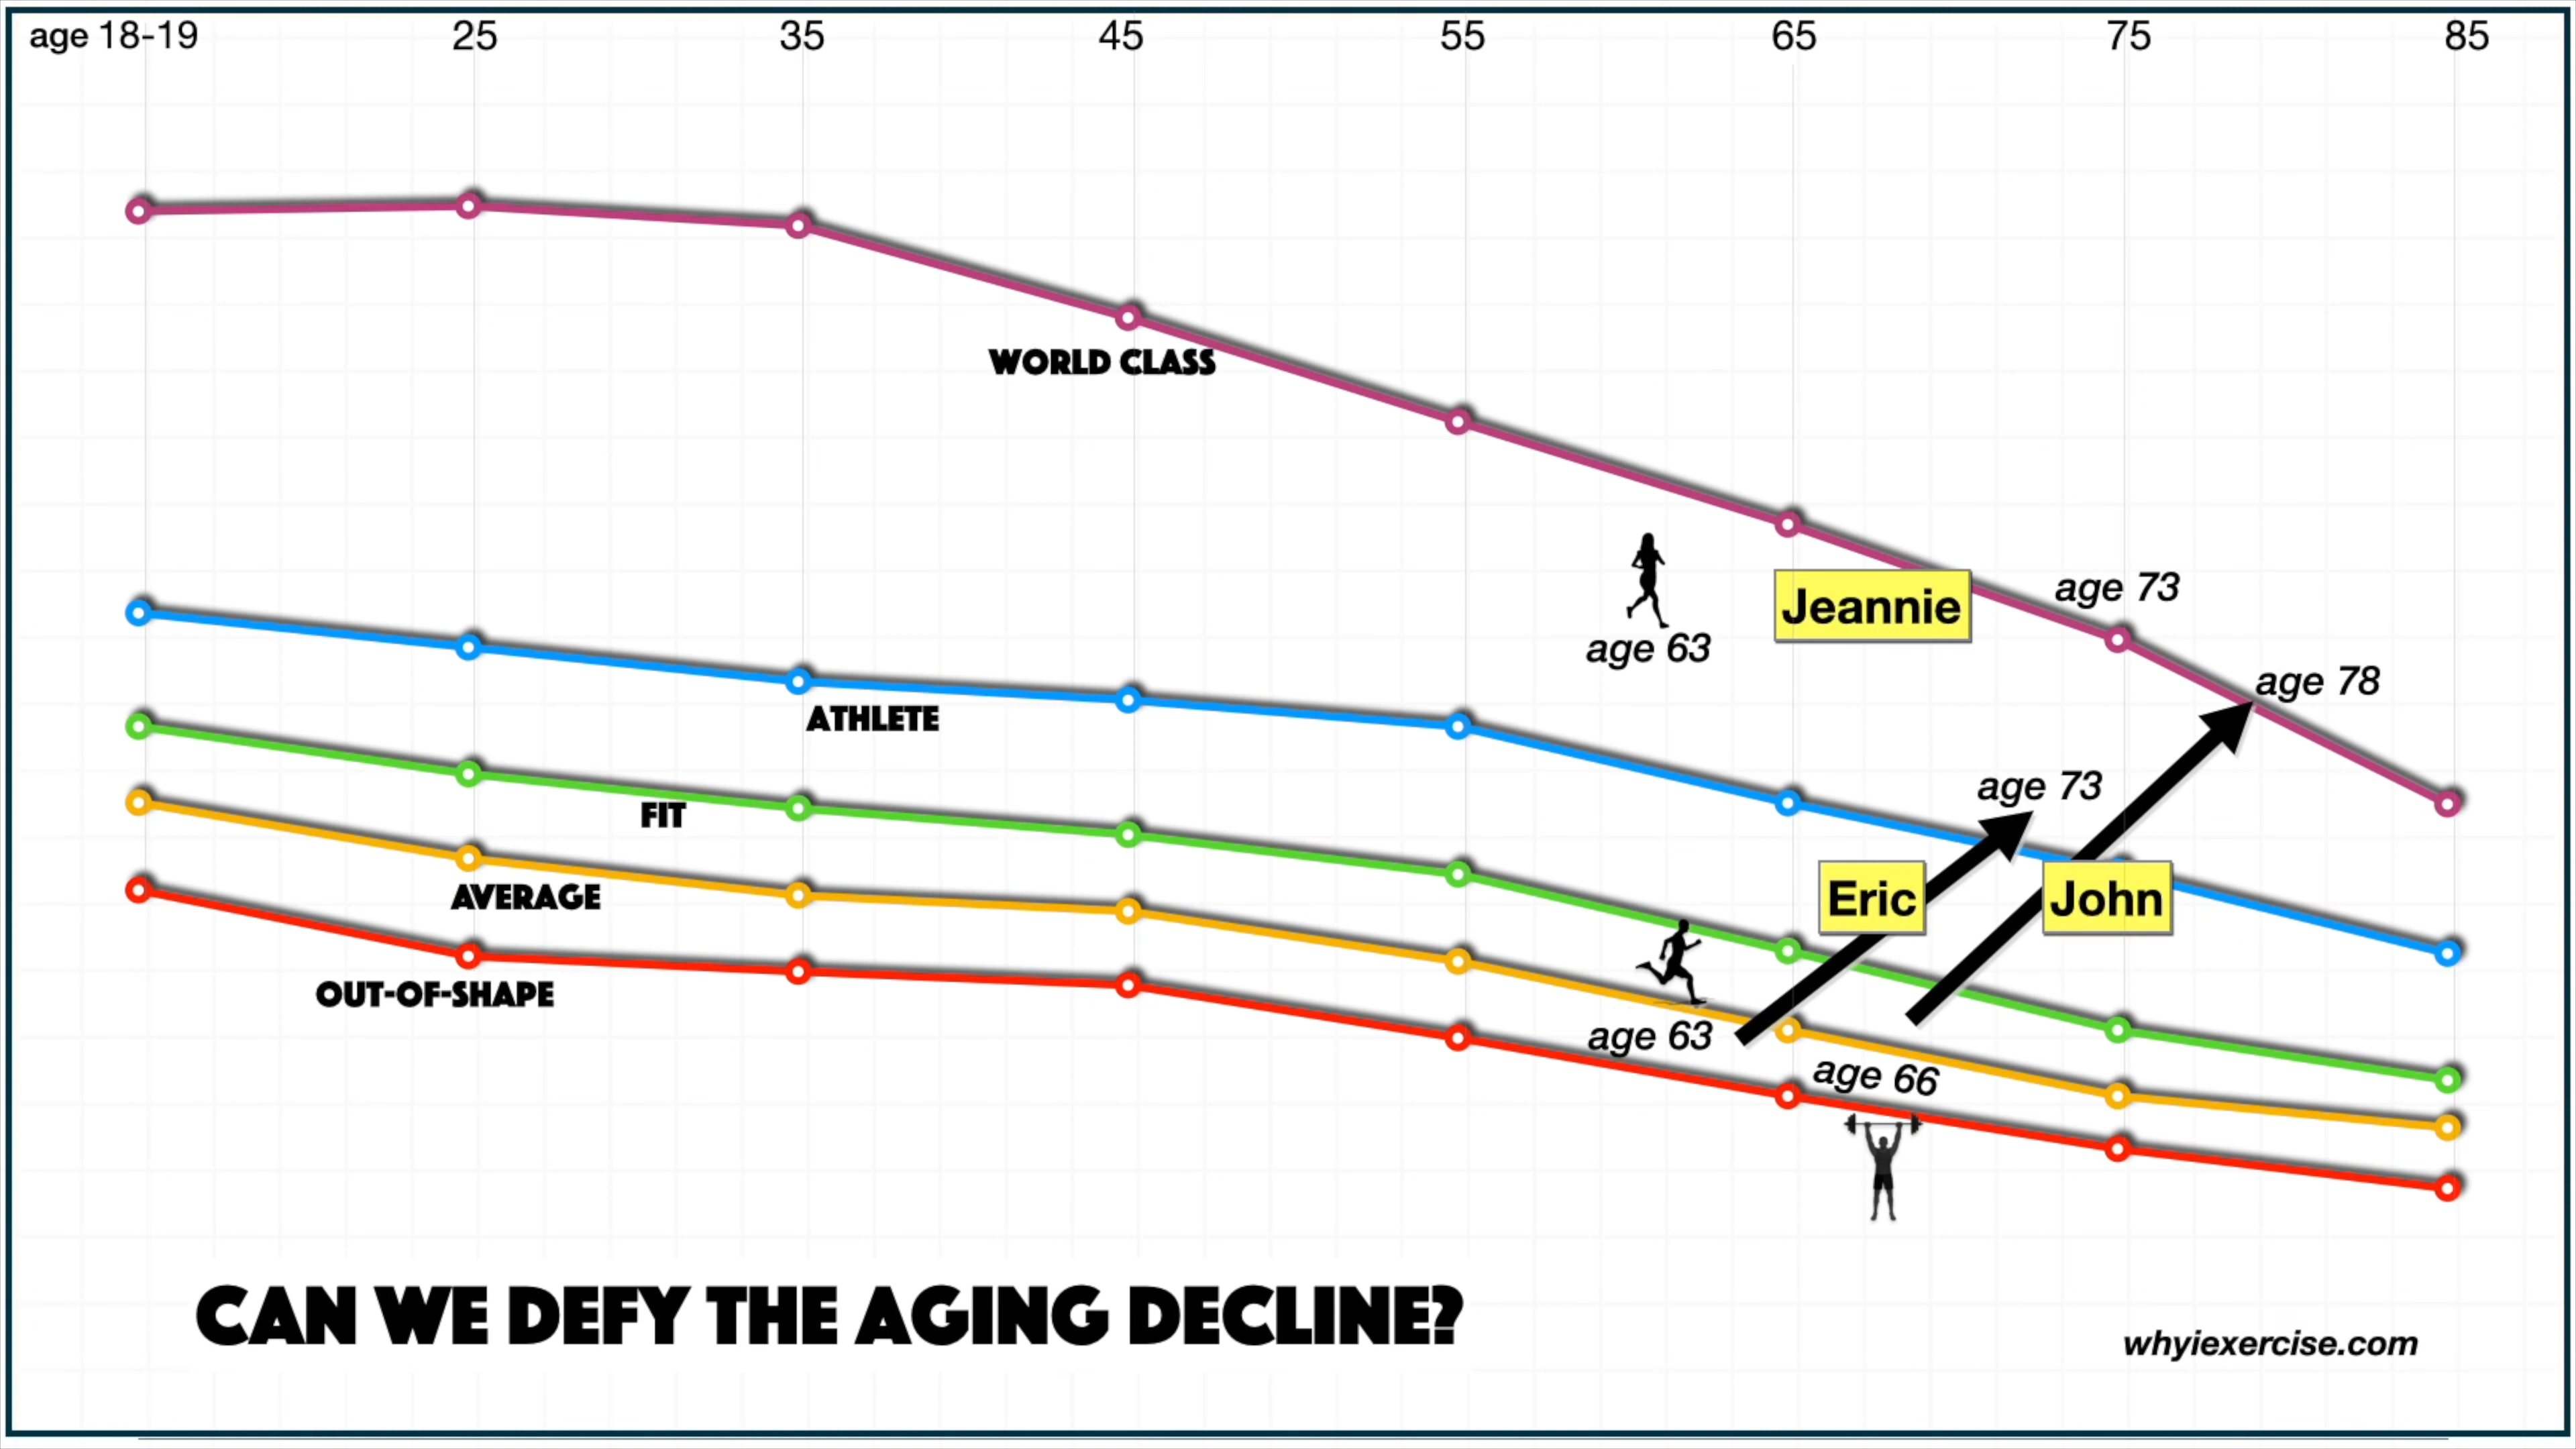 age 18-19 25 35 45 55 65 75 85
WORLD CLASS
age 73
Jeannie
age 63
age 78
ATHLETE
age 73
FIT
AVERAGE
Eric
John
OUT-OF-SHAPE
age 63
age 66
CAN WE DEFY THE AGING DECLINE?
whyiexercise.com